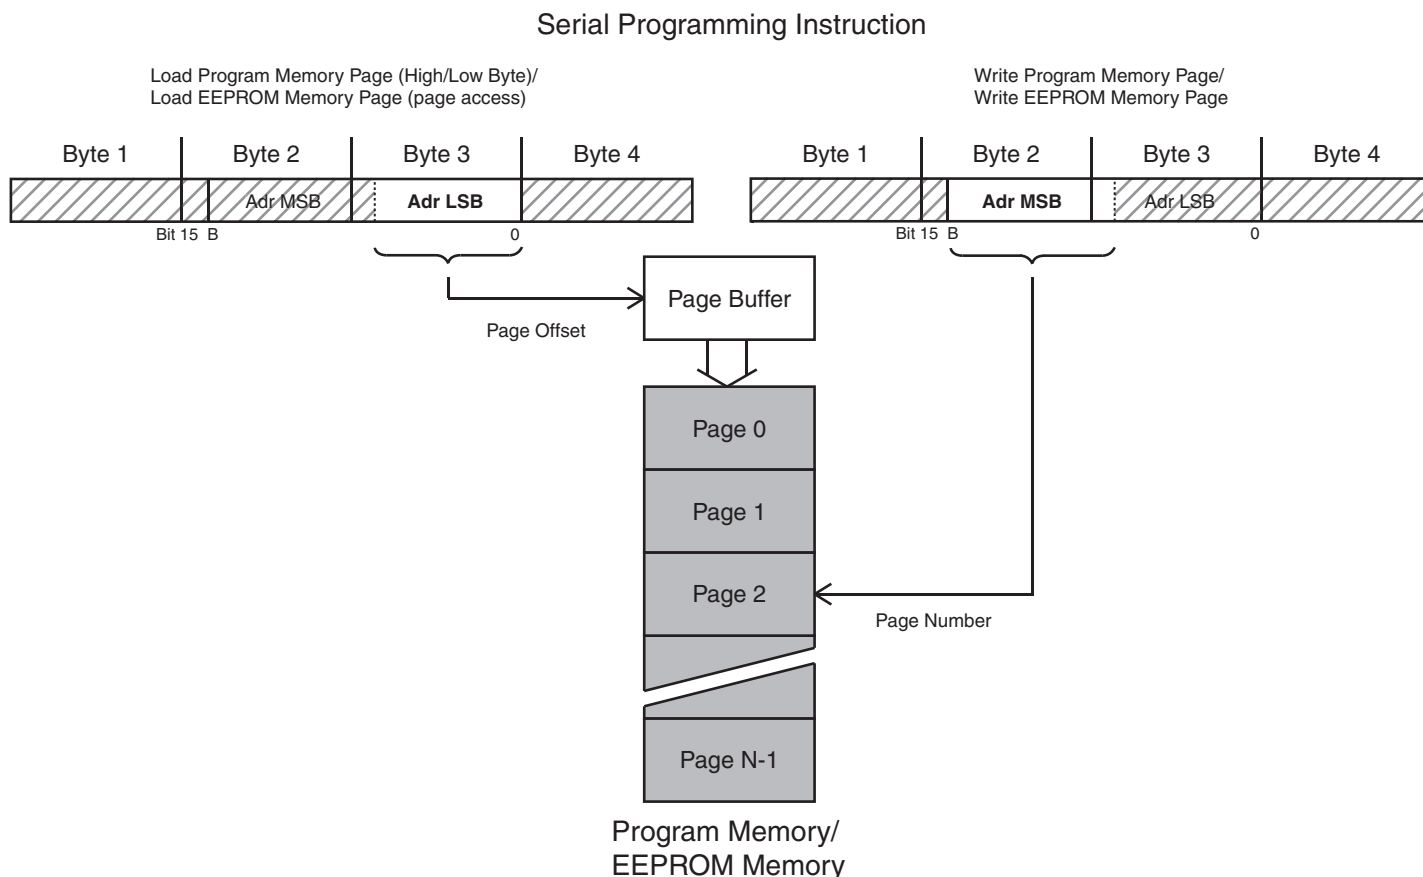 Serial Programming Instruction
Load Program Memory Page (High/Low Byte)/
Load EEPROM Memory Page (page access)
Write Program Memory Page/
Write EEPROM Memory Page
Byte 1 Byte 2 Byte 3 Byte 4
Byte 1 Byte 2 Byte 3 Byte 4
Adr MSB Adr LSB
Adr MSB Adr LSB
Bit 15 B 0
Bit 15 B 0
Page Buffer
Page Offset
Page 0
Page 1
Page 2
Page Number
Page N-1
Program Memory/
EEPROM Memory